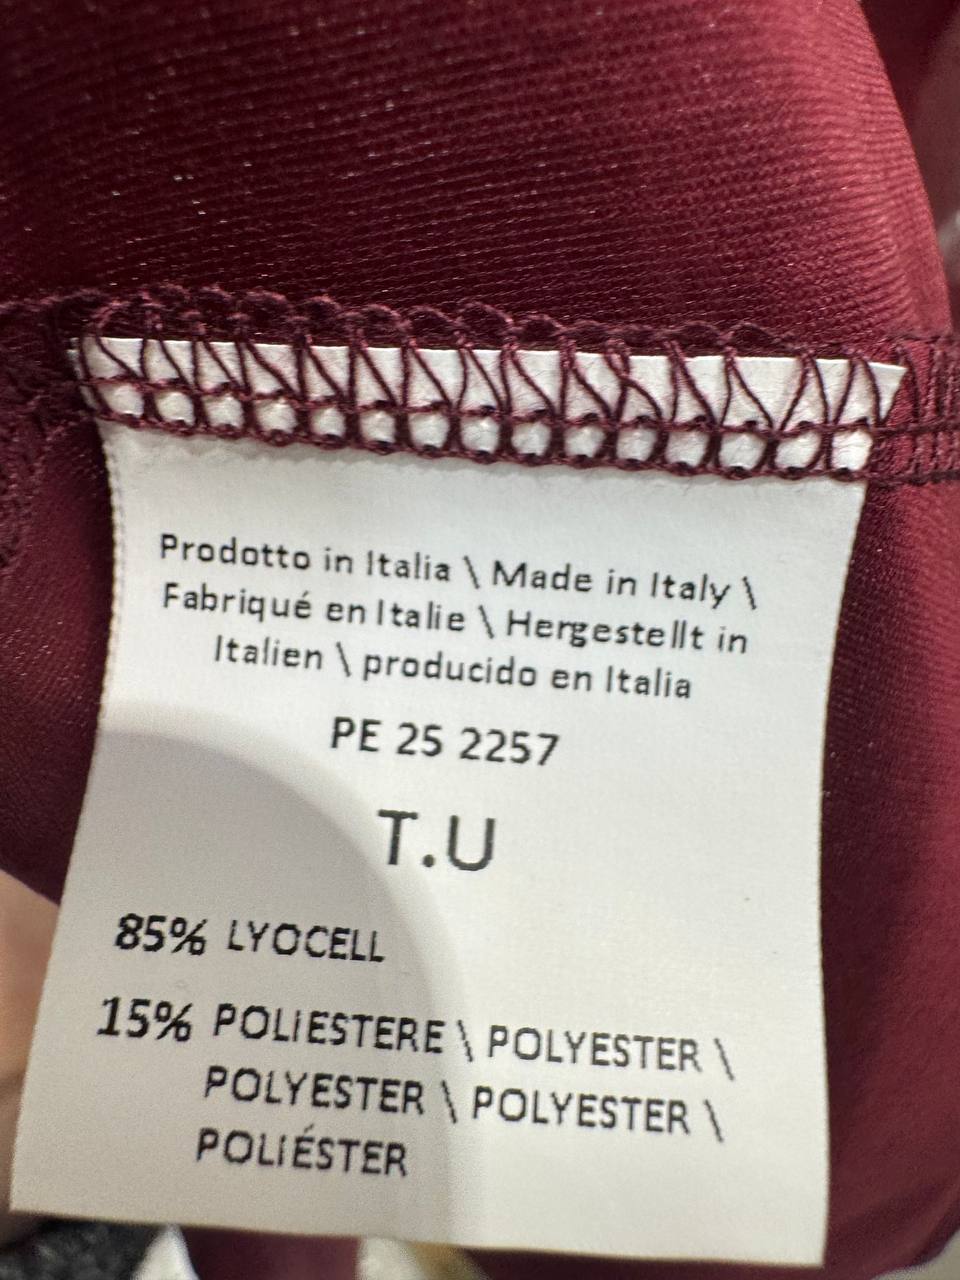 Prodotto in Italia \ Made in Italy \
Fabriqué en Italie \ Hergestellt in
Italien \ producido en Italia
PE 25 2257
T.U
85% LYOCELL
15% POLIESTERE \ POLYESTER \
POLYESTER \ POLYESTER \
POLIÉSTER